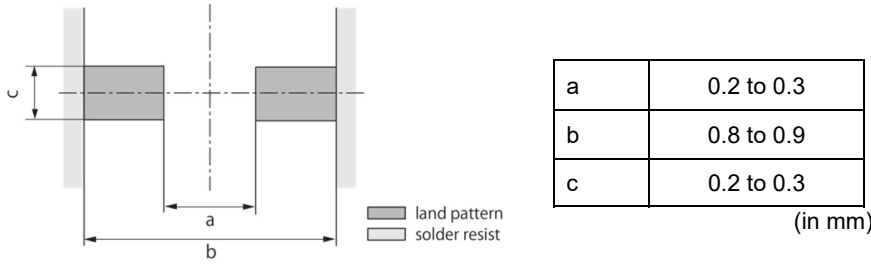 c
a
b
land pattern
solder resist
a 0.2 to 0.3
b 0.8 to 0.9
c 0.2 to 0.3
(in mm)